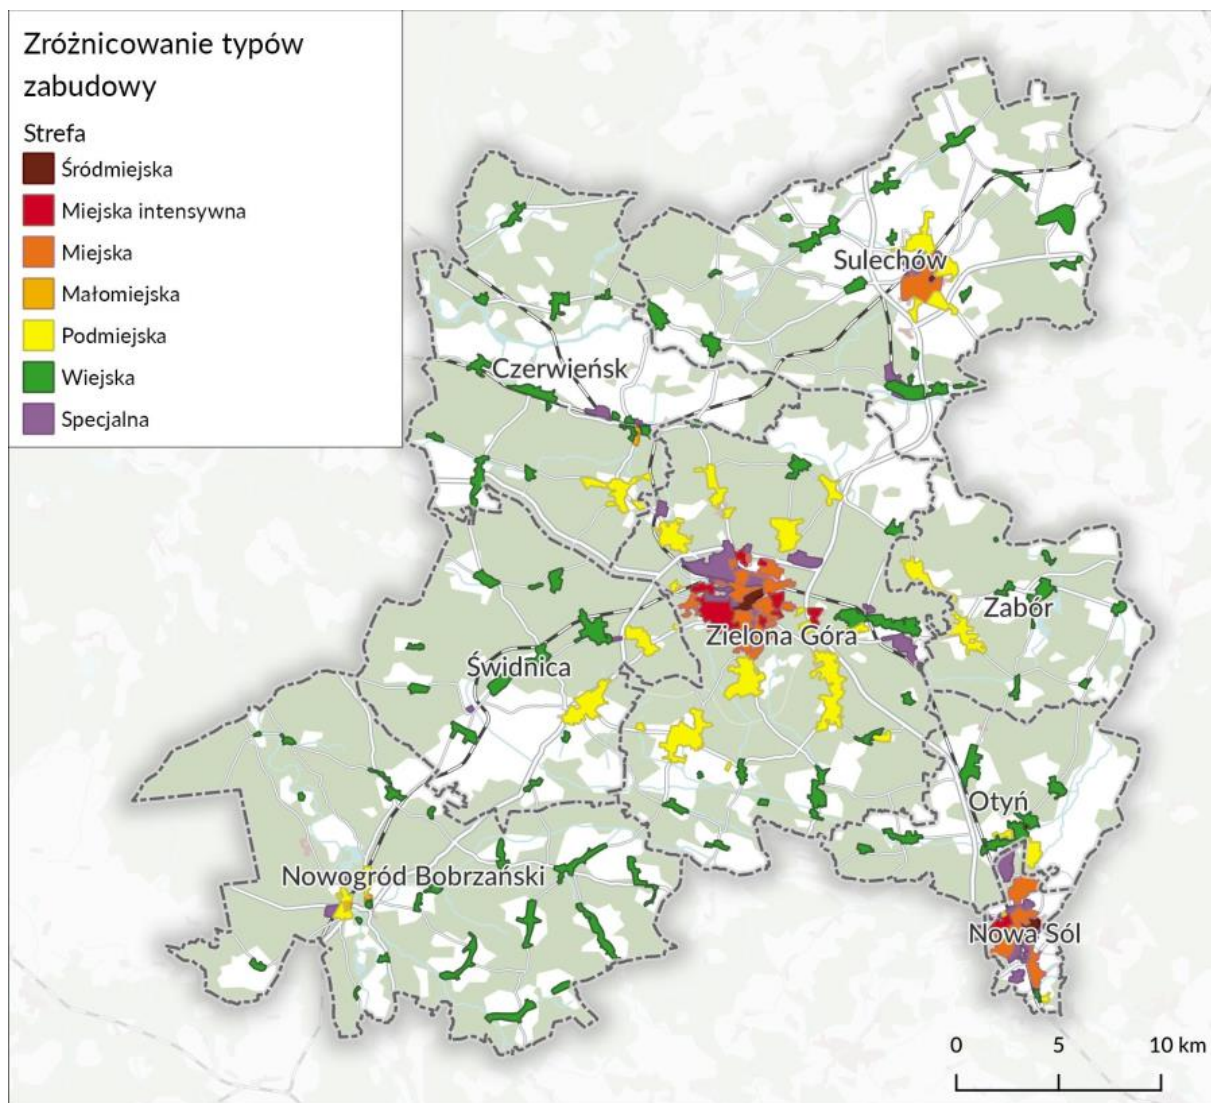 Zróżnicowanie typów
zabudowy
Strefa
Śródmiejska
Miejska intensywna
Miejska
Małomiejska
Podmiejska
Wiejska
Specjalna
Sulechów
Czerwieńsk
Zabór
Zielona Góra
Świdnica
Otyń
Nowogród Bobrzański
Nowa Sól
0 5 10 km